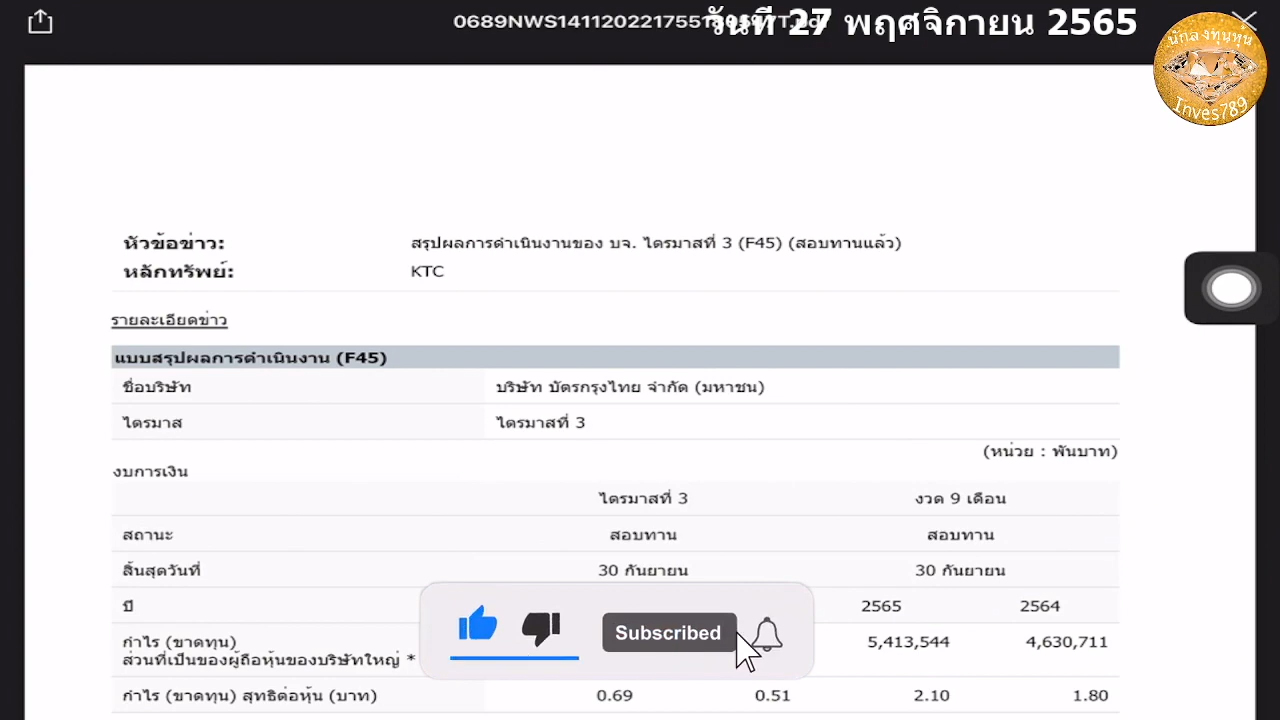 วันที่ 27 พฤศจิกายน 2565
นักลงทุนหุ้น
Inves789
หัวข้อข่าว: สรุปผลการดำเนินงานของ บจ. ไตรมาสที่ 3 (F45) (สอบทานแล้ว)
หลักทรัพย์: KTC
รายละเอียดข่าว
แบบสรุปผลการดำเนินงาน (F45)
ชื่อบริษัท บริษัท บัตรกรุงไทย จำกัด (มหาชน)
ไตรมาส ไตรมาสที่ 3
(หน่วย : พันบาท)
งบการเงิน
ไตรมาสที่ 3 งวด 9 เดือน
สถานะ สอบทาน สอบทาน
สิ้นสุดวันที่ 30 กันยายน 30 กันยายน
ปี 2565 2564
กำไร (ขาดทุน) 5,413,544 4,630,711
ส่วนที่เป็นของผู้ถือหุ้นของบริษัทใหญ่ *
Subscribed
กำไร (ขาดทุน) สุทธิต่อหุ้น (บาท) 0.69 0.51 2.10 1.80